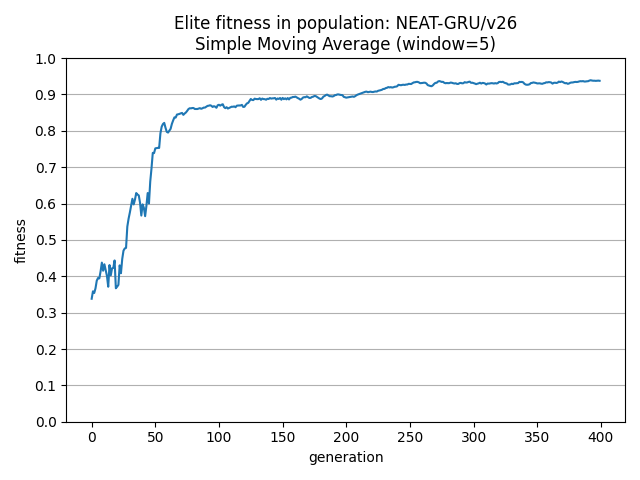 Elite fitness in population: NEAT-GRU/v26
Simple Moving Average (window=5)
1.0
0.9
0.8
0.7
0.6
0.5
0.4
0.3
0.2
0.1
0.0
fitness
0 50 100 150 200 250 300 350 400
generation